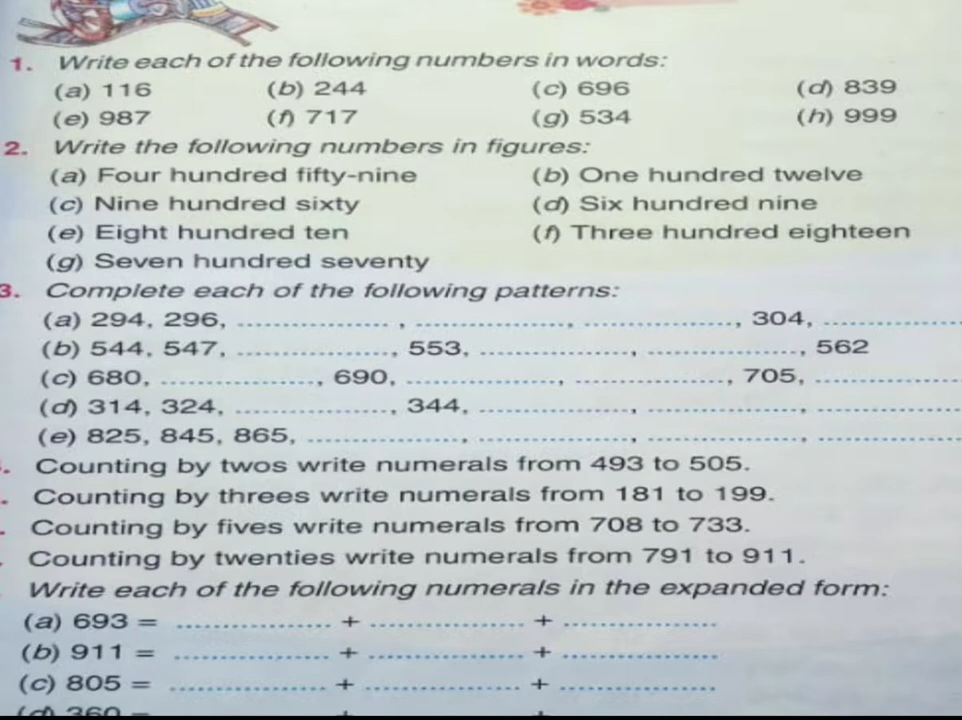 1. Write each of the following numbers in words:
(a) 116 (b) 244 (c) 696 (d) 839
(e) 987 (f) 717 (g) 534 (h) 999
2. Write the following numbers in figures:
(a) Four hundred fifty-nine (b) One hundred twelve
(c) Nine hundred sixty (d) Six hundred nine
(e) Eight hundred ten (f) Three hundred eighteen
(g) Seven hundred seventy
3. Complete each of the following patterns:
(a) 294, 296, .................... , .................... , .................... , 304, ....................
(b) 544, 547, .................... , 553, .................... , .................... , 562
(c) 680, .................... , 690, .................... , .................... , 705, ....................
(d) 314, 324, .................... , 344, .................... , .................... , ....................
(e) 825, 845, 865, .................... , .................... , .................... , ....................
. Counting by twos write numerals from 493 to 505.
. Counting by threes write numerals from 181 to 199.
. Counting by fives write numerals from 708 to 733.
. Counting by twenties write numerals from 791 to 911.
Write each of the following numerals in the expanded form:
(a) 693 = .................... + .................... + ....................
(b) 911 = .................... + .................... + ....................
(c) 805 = .................... + .................... + ....................
(d) 360 = + +